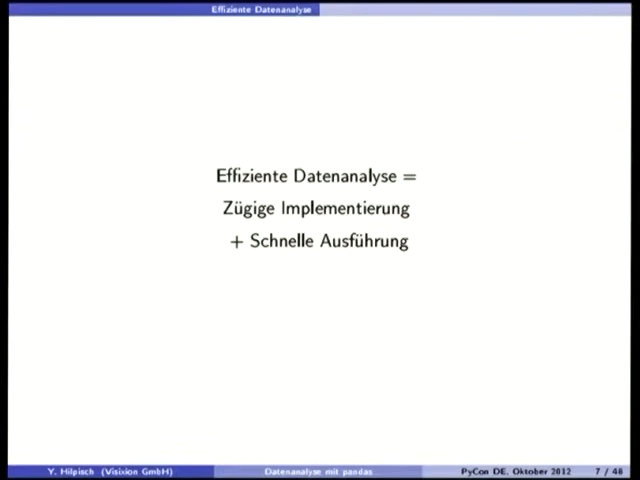 Effiziente Datenanalyse
Effiziente Datenanalyse =
Zügige Implementierung
+ Schnelle Ausführung
Y. Hilpisch (Visixion GmbH) Datenanalyse mit pandas PyCon DE, Oktober 2012 7 / 48